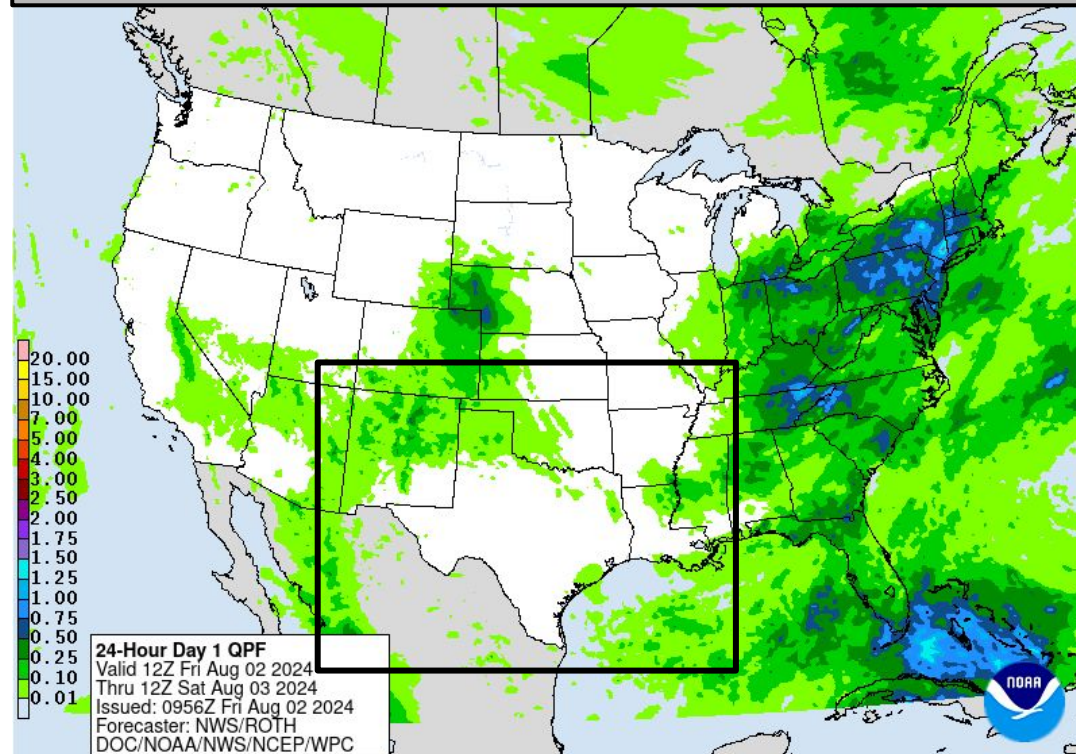 20.00
15.00
10.00
7.00
5.00
4.00
3.00
2.50
2.00
1.75
1.50
1.25
1.00
0.75
0.50
0.25
0.10
0.01
24-Hour Day 1 QPF
Valid 12Z Fri Aug 02 2024
Thru 12Z Sat Aug 03 2024
Issued: 0956Z Fri Aug 02 2024
Forecaster: NWS/ROTH
DOC/NOAA/NWS/NCEP/WPC
NOAA